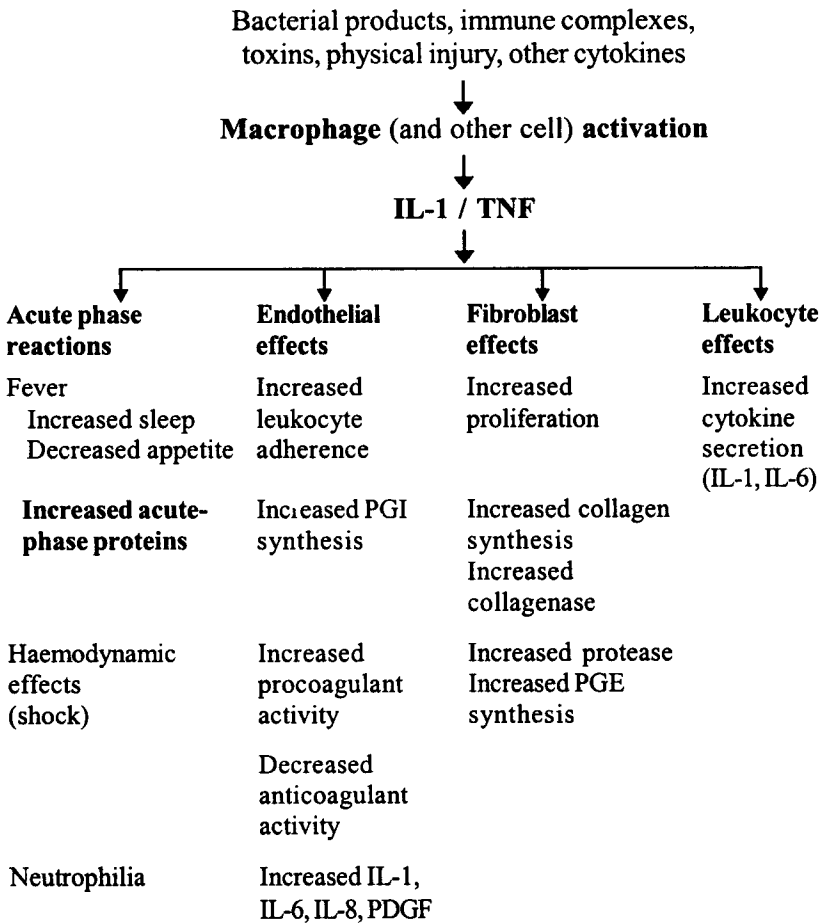 Bacterial products, immune complexes,
toxins, physical injury, other cytokines
Macrophage (and other cell) activation
IL-1 / TNF
Acute phase
reactions
Fever
Increased sleep
Decreased appetite
Increased acute-
phase proteins
Haemodynamic
effects
(shock)
Neutrophilia
Endothelial
effects
Increased
leukocyte
adherence
Increased PGI
synthesis
Increased
procoagulant
activity
Decreased
anticoagulant
activity
Increased IL-1,
IL-6, IL-8, PDGF
Fibroblast
effects
Increased
proliferation
Increased collagen
synthesis
Increased
collagenase
Increased protease
Increased PGE
synthesis
Leukocyte
effects
Increased
cytokine
secretion
(IL-1, IL-6)